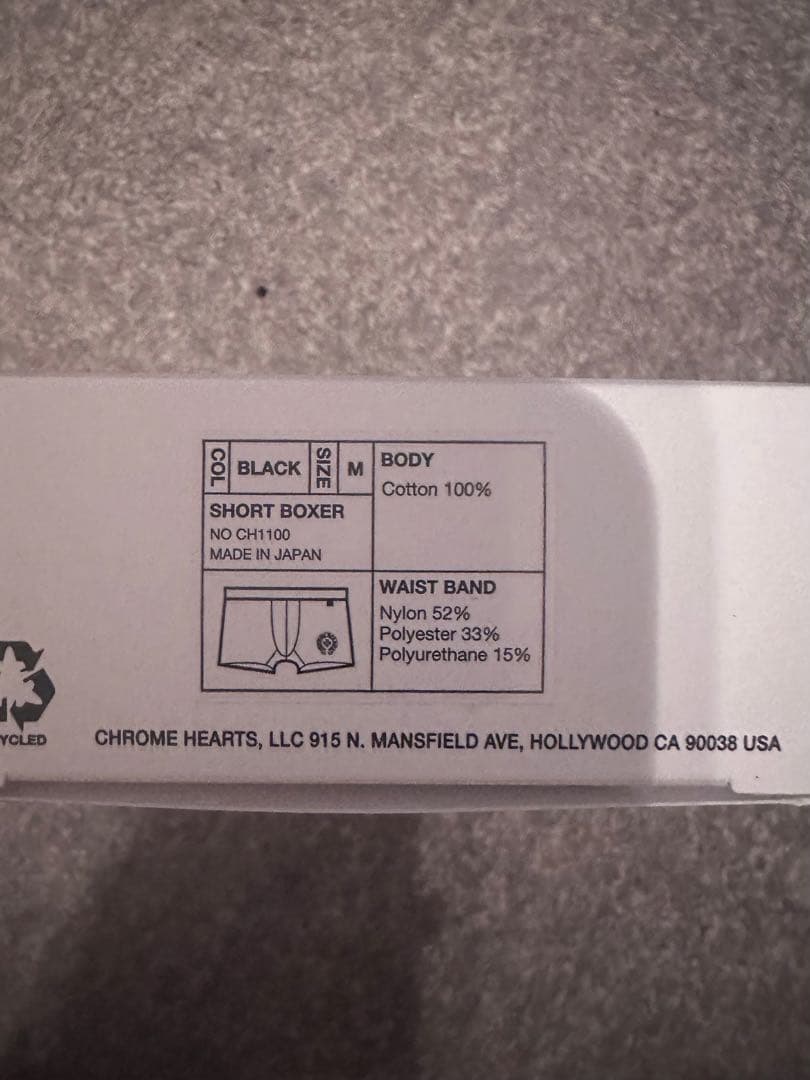 COL BLACK SIZE M
SHORT BOXER
NO CH1100
MADE IN JAPAN
BODY
Cotton 100%
WAIST BAND
Nylon 52%
Polyester 33%
Polyurethane 15%
YCLED
CHROME HEARTS, LLC 915 N. MANSFIELD AVE, HOLLYWOOD CA 90038 USA